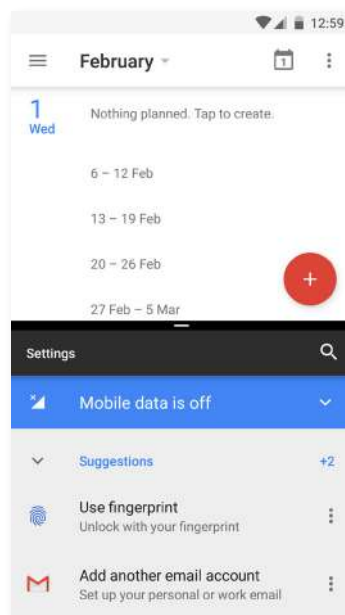 12:59
February
1
1
Wed
Nothing planned. Tap to create.
6 – 12 Feb
13 – 19 Feb
20 – 26 Feb
27 Feb – 5 Mar
Settings
Mobile data is off
Suggestions +2
Use fingerprint
Unlock with your fingerprint
Add another email account
Set up your personal or work email